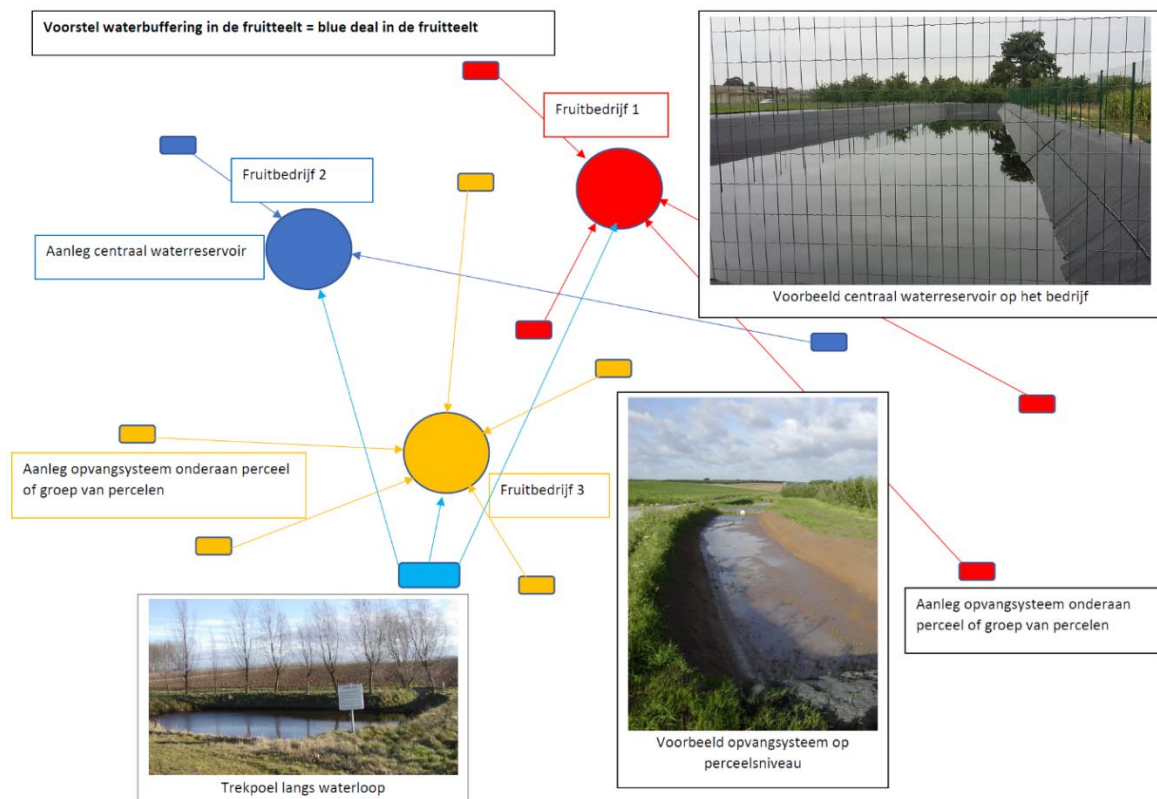 Voorstel waterbuffering in de fruitteelt = blue deal in de fruitteelt
Fruitbedrijf 1
Fruitbedrijf 2
Aanleg centraal waterreservoir
Voorbeeld centraal waterreservoir op het bedrijf
Aanleg opvangsysteem onderaan perceel
of groep van percelen
Fruitbedrijf 3
Aanleg opvangsysteem onderaan
perceel of groep van percelen
Voorbeeld opvangsysteem op
perceelsniveau
Trekpoel langs waterloop